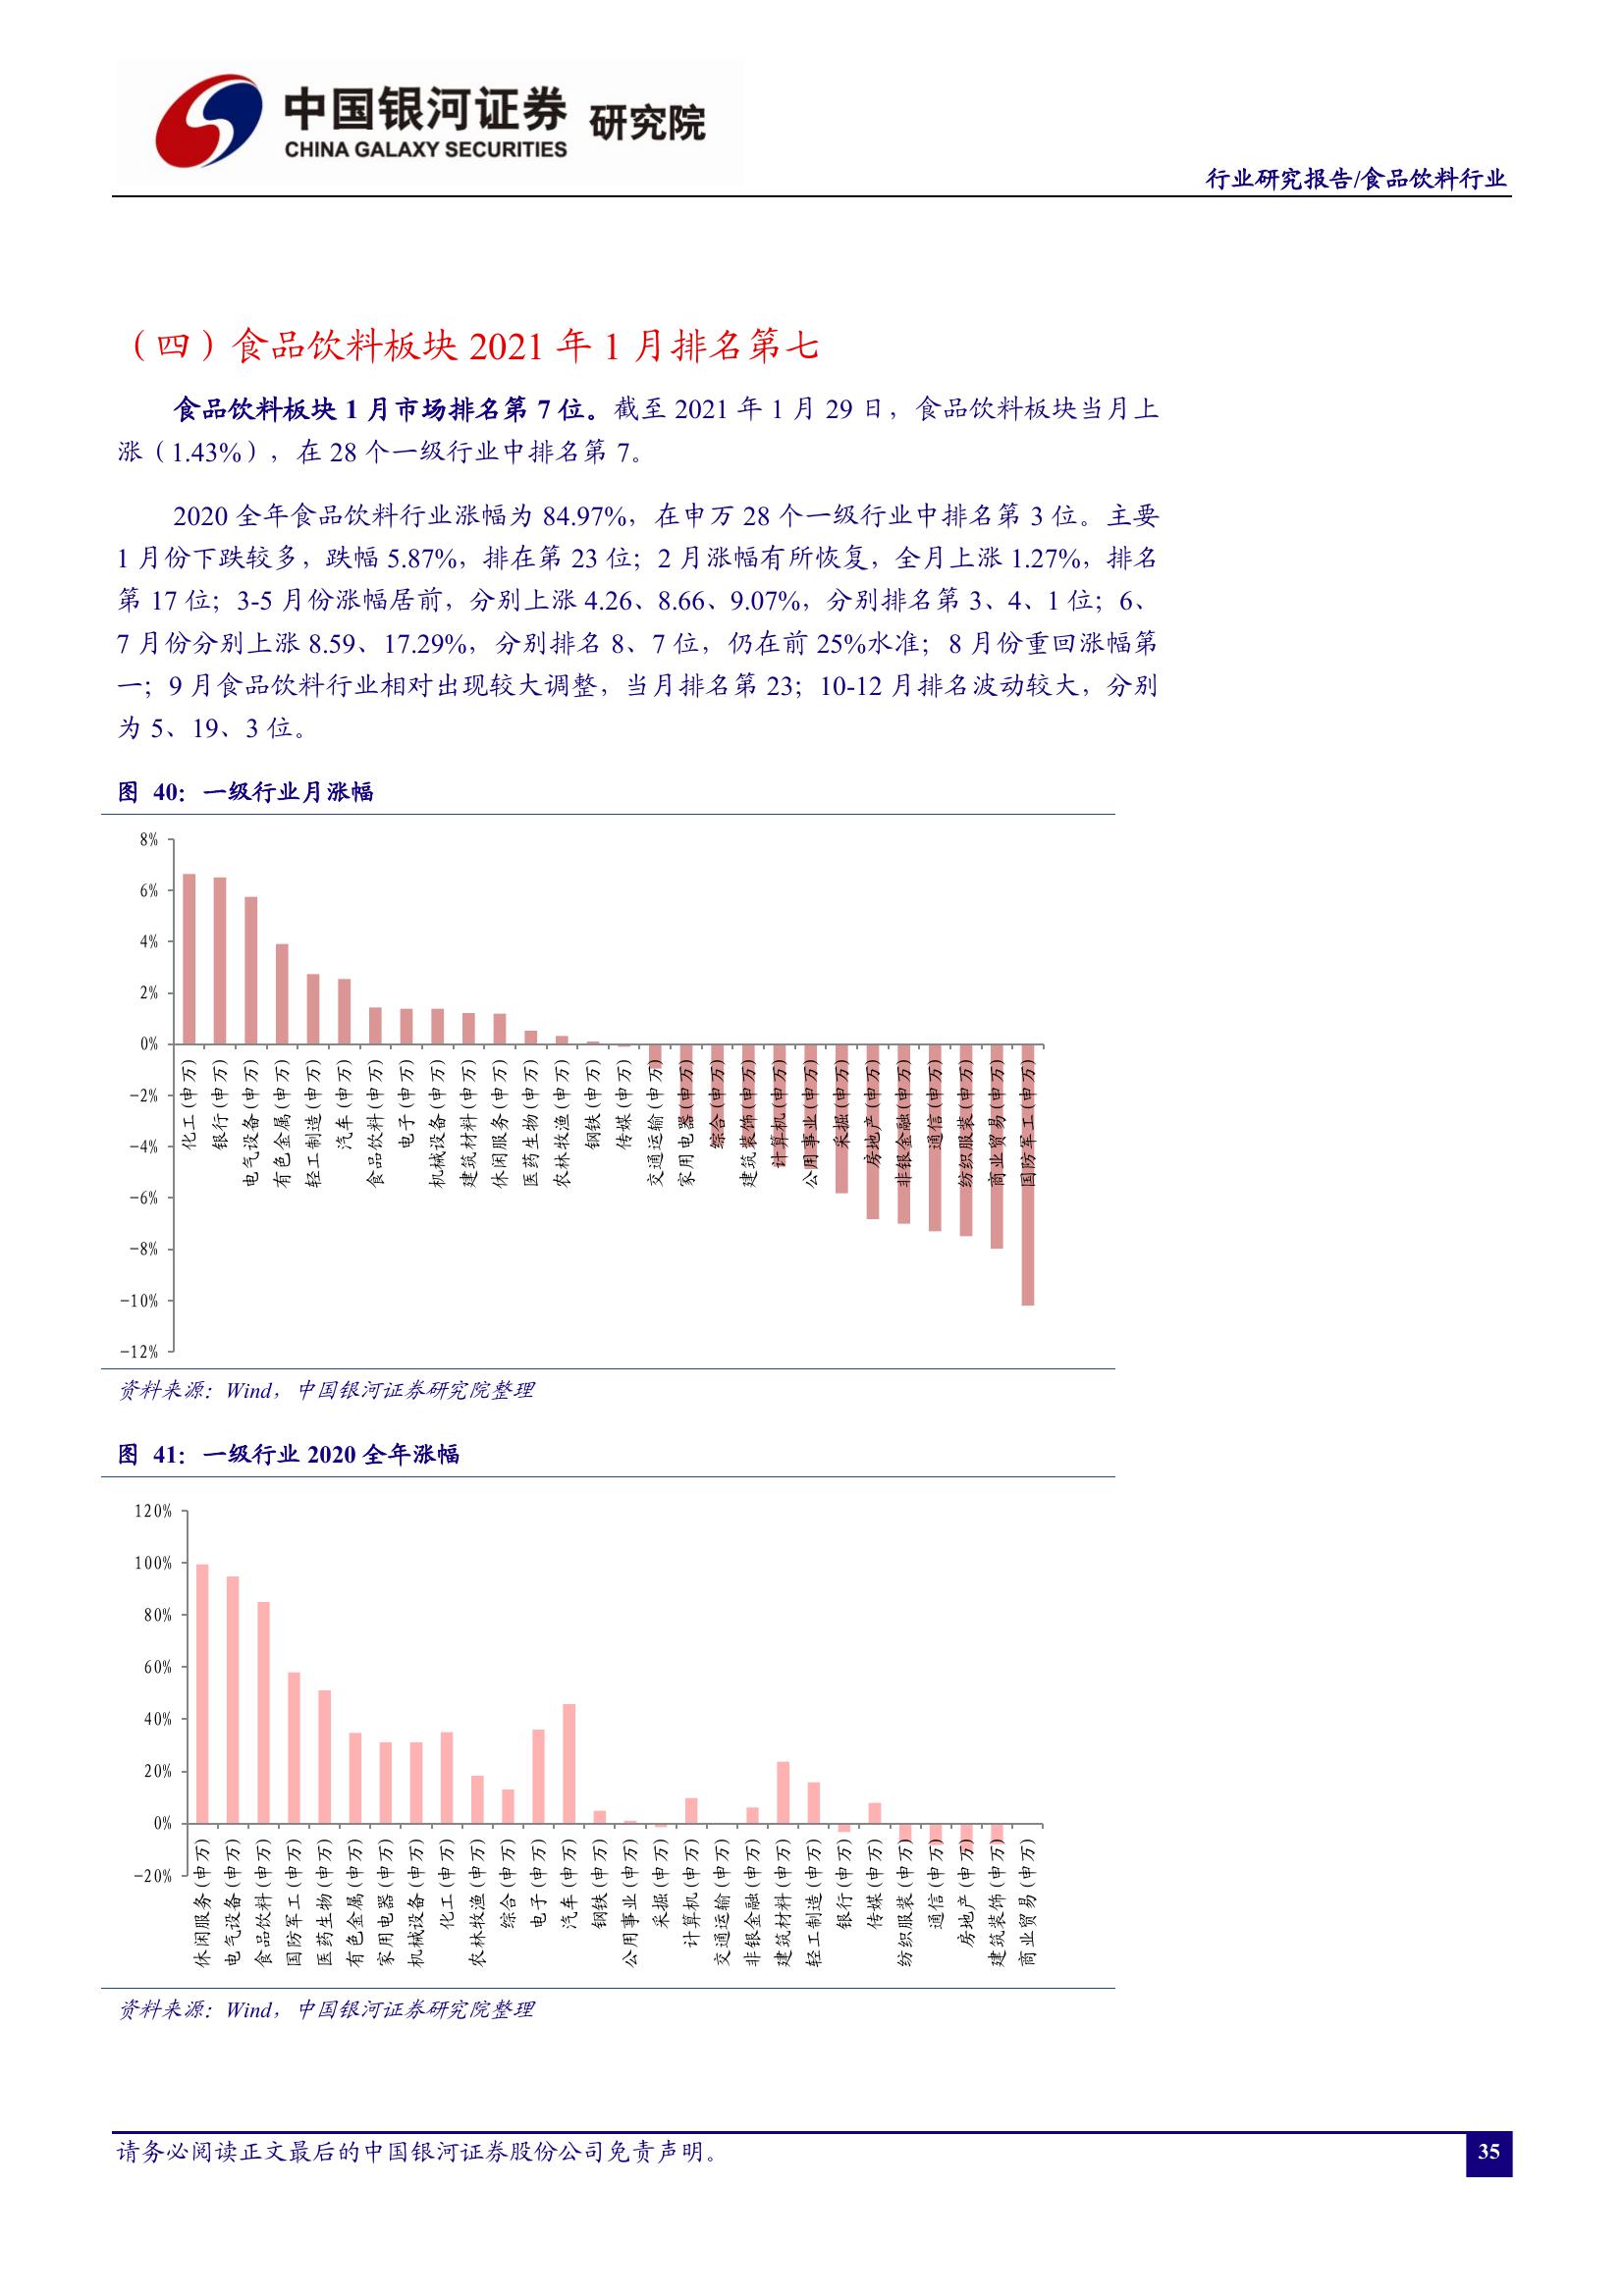 中国银河证券 研究院
CHINA GALAXY SECURITIES
行业研究报告/食品饮料行业
（四）食品饮料板块 2021 年 1 月排名第七
食品饮料板块 1 月市场排名第 7 位。截至 2021 年 1 月 29 日，食品饮料板块当月上
涨（1.43%），在 28 个一级行业中排名第 7。
2020 全年食品饮料行业涨幅为 84.97%，在申万 28 个一级行业中排名第 3 位。主要
1 月份下跌较多，跌幅 5.87%，排在第 23 位；2 月涨幅有所恢复，全月上涨 1.27%，排名
第 17 位；3-5 月份涨幅居前，分别上涨 4.26、8.66、9.07%，分别排名第 3、4、1 位；6、
7 月份分别上涨 8.59、17.29%，分别排名 8、7 位，仍在前 25%水准；8 月份重回涨幅第
一；9 月食品饮料行业相对出现较大调整，当月排名第 23；10-12 月排名波动较大，分别
为 5、19、3 位。
图 40：一级行业月涨幅
8%
6%
4%
2%
0%
-2%
-4%
-6%
-8%
-10%
-12%
化工(申万)
银行(申万)
电气设备(申万)
有色金属(申万)
轻工制造(申万)
汽车(申万)
食品饮料(申万)
电子(申万)
机械设备(申万)
建筑材料(申万)
休闲服务(申万)
医药生物(申万)
农林牧渔(申万)
钢铁(申万)
传媒(申万)
交通运输(申万)
家用电器(申万)
综合(申万)
建筑装饰(申万)
计算机(申万)
公用事业(申万)
采掘(申万)
房地产(申万)
非银金融(申万)
通信(申万)
纺织服装(申万)
商业贸易(申万)
国防军工(申万)
资料来源：Wind，中国银河证券研究院整理
图 41：一级行业 2020 全年涨幅
120%
100%
80%
60%
40%
20%
0%
-20%
休闲服务(申万)
电气设备(申万)
食品饮料(申万)
国防军工(申万)
医药生物(申万)
有色金属(申万)
家用电器(申万)
机械设备(申万)
化工(申万)
农林牧渔(申万)
综合(申万)
电子(申万)
汽车(申万)
钢铁(申万)
公用事业(申万)
采掘(申万)
计算机(申万)
交通运输(申万)
非银金融(申万)
建筑材料(申万)
轻工制造(申万)
银行(申万)
传媒(申万)
纺织服装(申万)
通信(申万)
房地产(申万)
建筑装饰(申万)
商业贸易(申万)
资料来源：Wind，中国银河证券研究院整理
请务必阅读正文最后的中国银河证券股份公司免责声明。
35